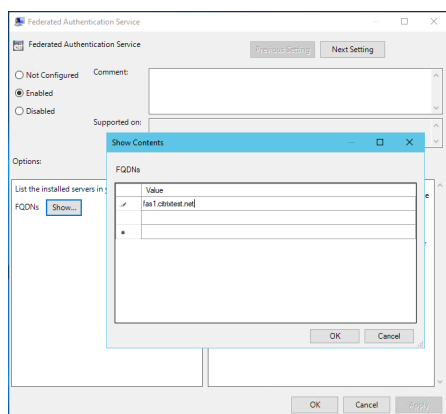 Federated Authentication Service
Federated Authentication Service
Previous Setting
Next Setting
Not Configured
Comment:
Enabled
Disabled
Supported on:
Show Contents
Options:
FQDNs
List the installed servers in
Value
FQDNs
Show...
fas1.citrixtest.net
OK
Cancel
OK
Cancel
Apply